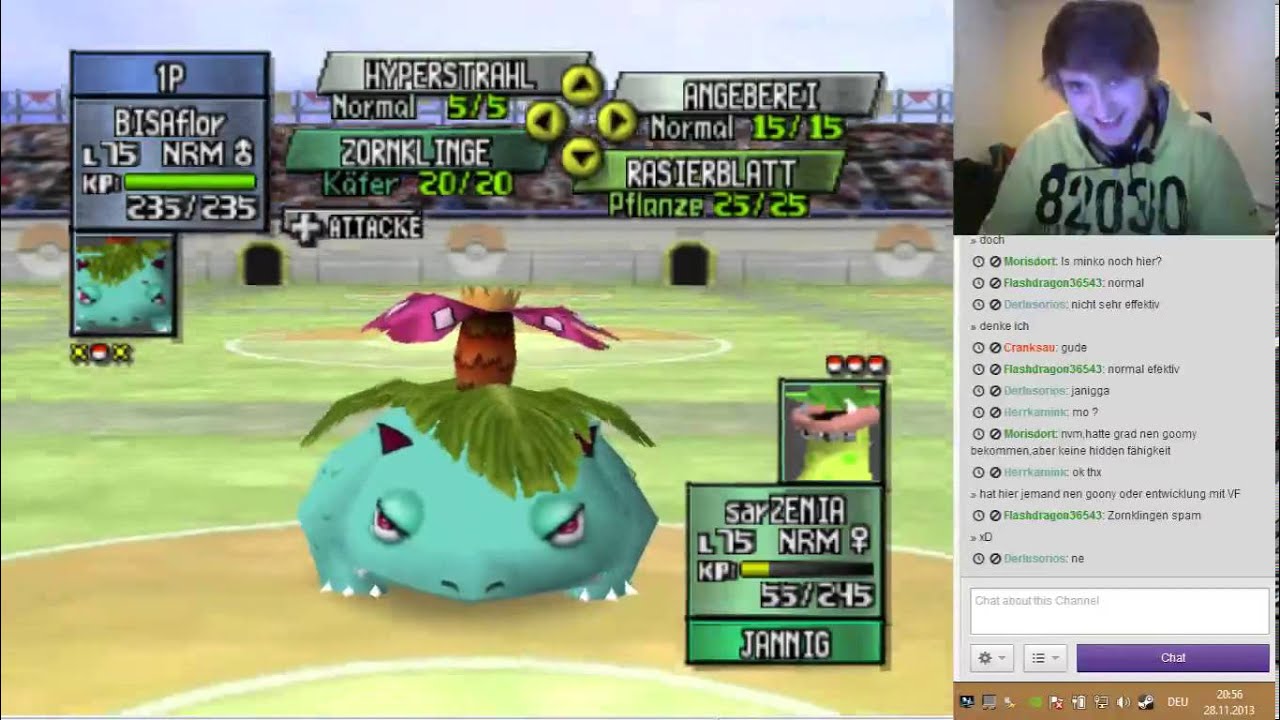 1P
BISAflor
L75 NRM ♂
KP:
235/235
HYPERSTRAHL
Normal 5/5
ANGEBEREI
Normal 15/15
ZORNKLINGE
Käfer 20/20
RASIERBLATT
Pflanze 25/25
ATTACKE
sarZENIA
L75 NRM ♀
KP:
55/245
JANNIG
82090
» doch
Morisdort: Is minko noch hier?
Flashdragon36543: normal
Derlusorios: nicht sehr effektiv
» denke ich
Cranksau: gude
Flashdragon36543: normal efektiv
Derlusorios: janigga
Herrkamink: mo ?
Morisdort: nvm,hatte grad nen goomy
bekommen,aber keine hidden fähigkeit
Herrkamink: ok thx
» hat hier jemand nen goony oder entwicklung mit VF
Flashdragon36543: Zornklingen spam
» xD
Derlusorios: ne
Chat about this Channel
Chat
DEU
20:56
28.11.2013